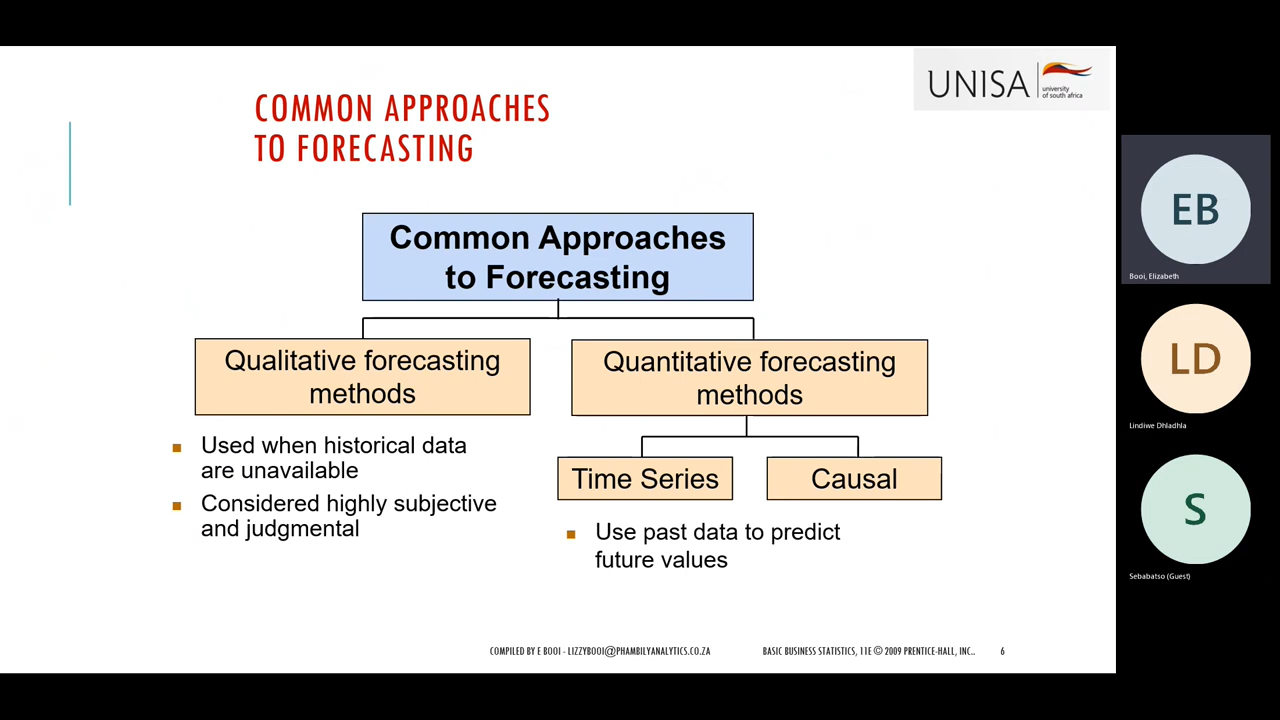 COMMON APPROACHES
TO FORECASTING
UNISA
university
of south africa
Common Approaches
to Forecasting
Qualitative forecasting
methods
Quantitative forecasting
methods
■ Used when historical data
are unavailable
■ Considered highly subjective
and judgmental
Time Series
Causal
■ Use past data to predict
future values
COMPILED BY E BOOI - LIZZYBOOI@PHAMBILYANALYTICS.CO.ZA
BASIC BUSINESS STATISTICS, 11E © 2009 PRENTICE-HALL, INC..
6
EB
Booi, Elizabeth
LD
Lindiwe Dhladhla
S
Sebabatso (Guest)